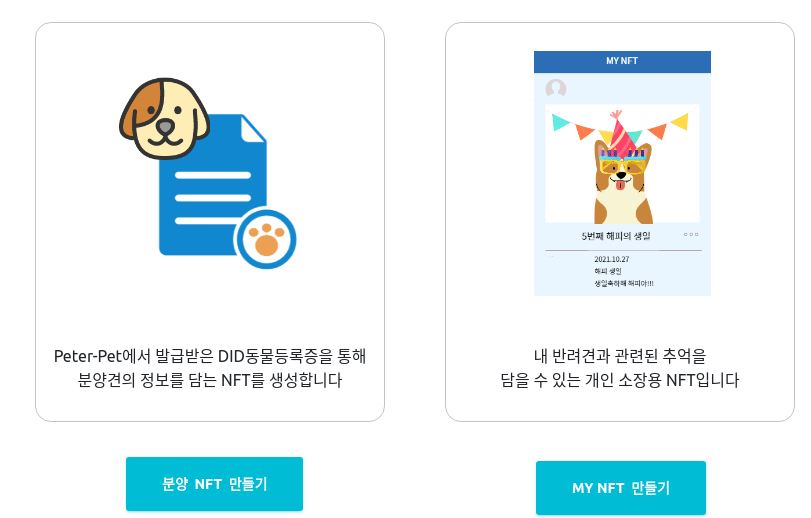 Peter-Pet에서 발급받은 DID동물등록증을 통해
분양견의 정보를 담는 NFT를 생성합니다
분양 NFT 만들기
MY NFT
5번째 해피의 생일
2021.10.27
해피 생일
생일축하해 해피야!!!
내 반려견과 관련된 추억을
담을 수 있는 개인 소장용 NFT입니다
MY NFT 만들기